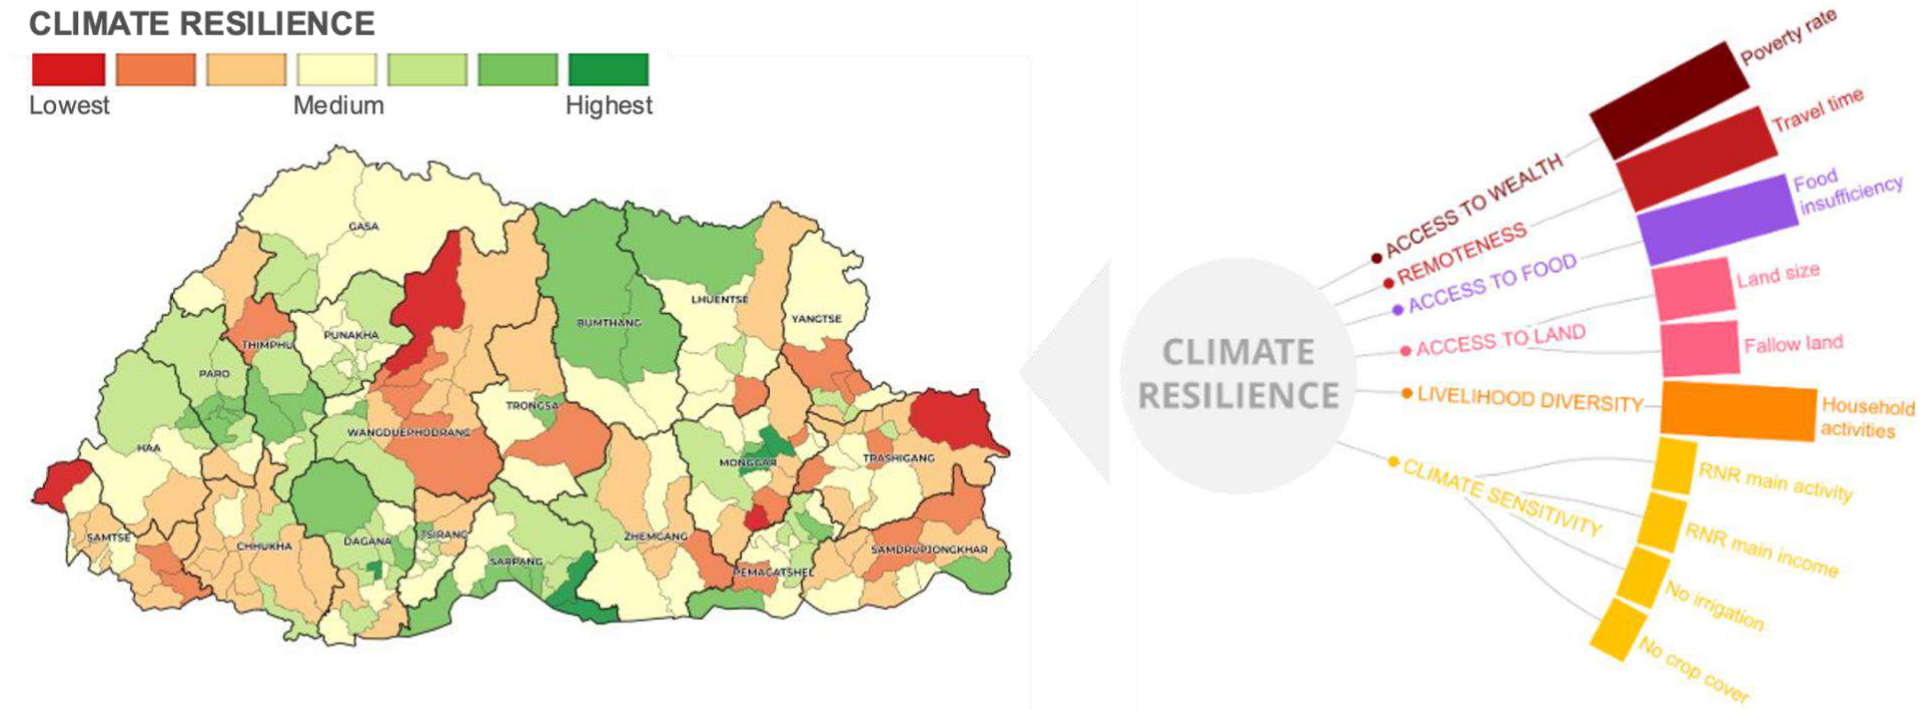 CLIMATE RESILIENCE
Lowest
Medium
Highest
GASA
PUNAKHA
THIMPHU
PARO
HAA
WANGDUEPHODRANG
TRONGSA
BUMTHANG
LHUENTSE
YANGTSE
MONGGAR
TRASHIGANG
SAMTSE
CHHUKHA
DAGANA
TSIRANG
SARPANG
ZHEMGANG
PEMAGATSHEL
SAMDRUPJONGKHAR
CLIMATE
RESILIENCE
ACCESS TO WEALTH
REMOTENESS
ACCESS TO FOOD
ACCESS TO LAND
LIVELIHOOD DIVERSITY
CLIMATE SENSITIVITY
Poverty rate
Travel time
Food
insufficiency
Land size
Fallow land
Household
activities
RNR main activity
RNR main income
No irrigation
No crop cover